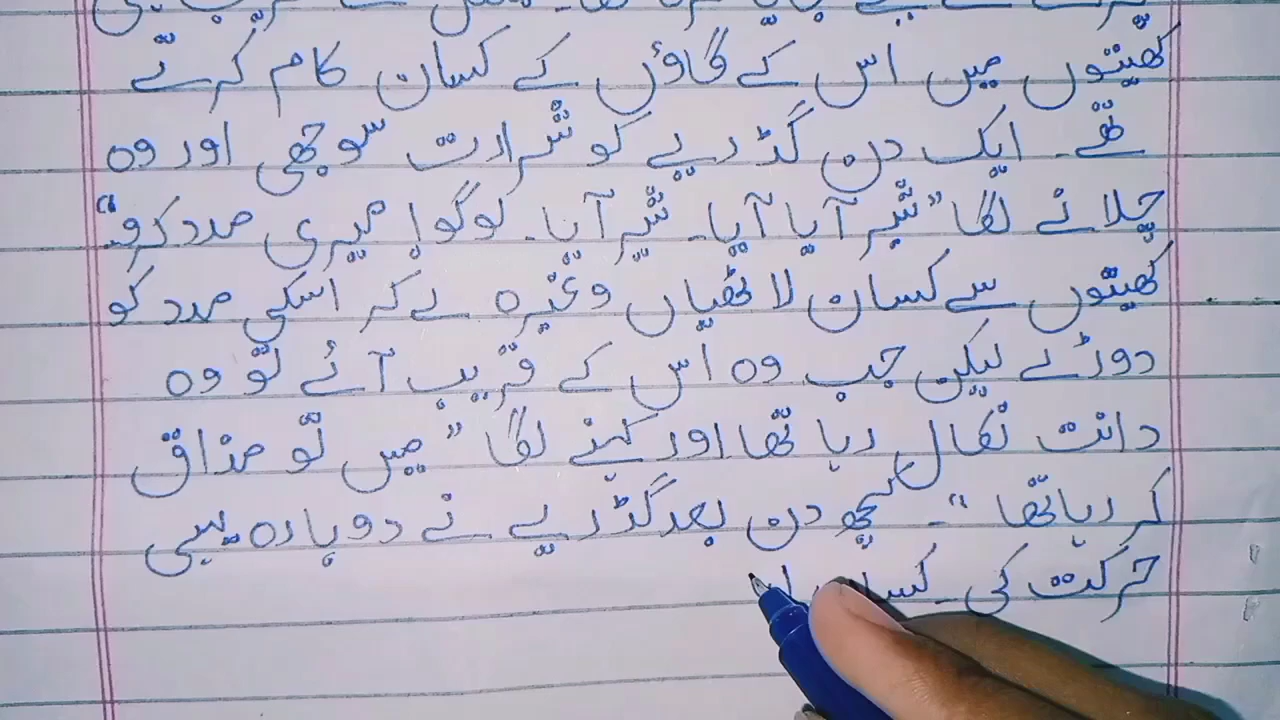 کھیتوں میں اس کے گاؤں کے کسان کام کرتے
تھے۔ ایک دن گڈریے کو شرارت سوجھی اور وہ
چلانے لگا "شیر آیا آیا۔ شیر آیا۔ لوگو! میری مدد کرو۔"
کھیتوں سے کسان لاٹھیاں وغیرہ لے کر اسکی مدد کو
دوڑے لیکن جب وہ اس کے قریب آئے تو وہ
دانت نکال رہا تھا اور کہنے لگا "میں تو مذاق
کر رہا تھا"۔ کچھ دن بعد گڈریے نے دوبارہ یہی
حرکت کی۔